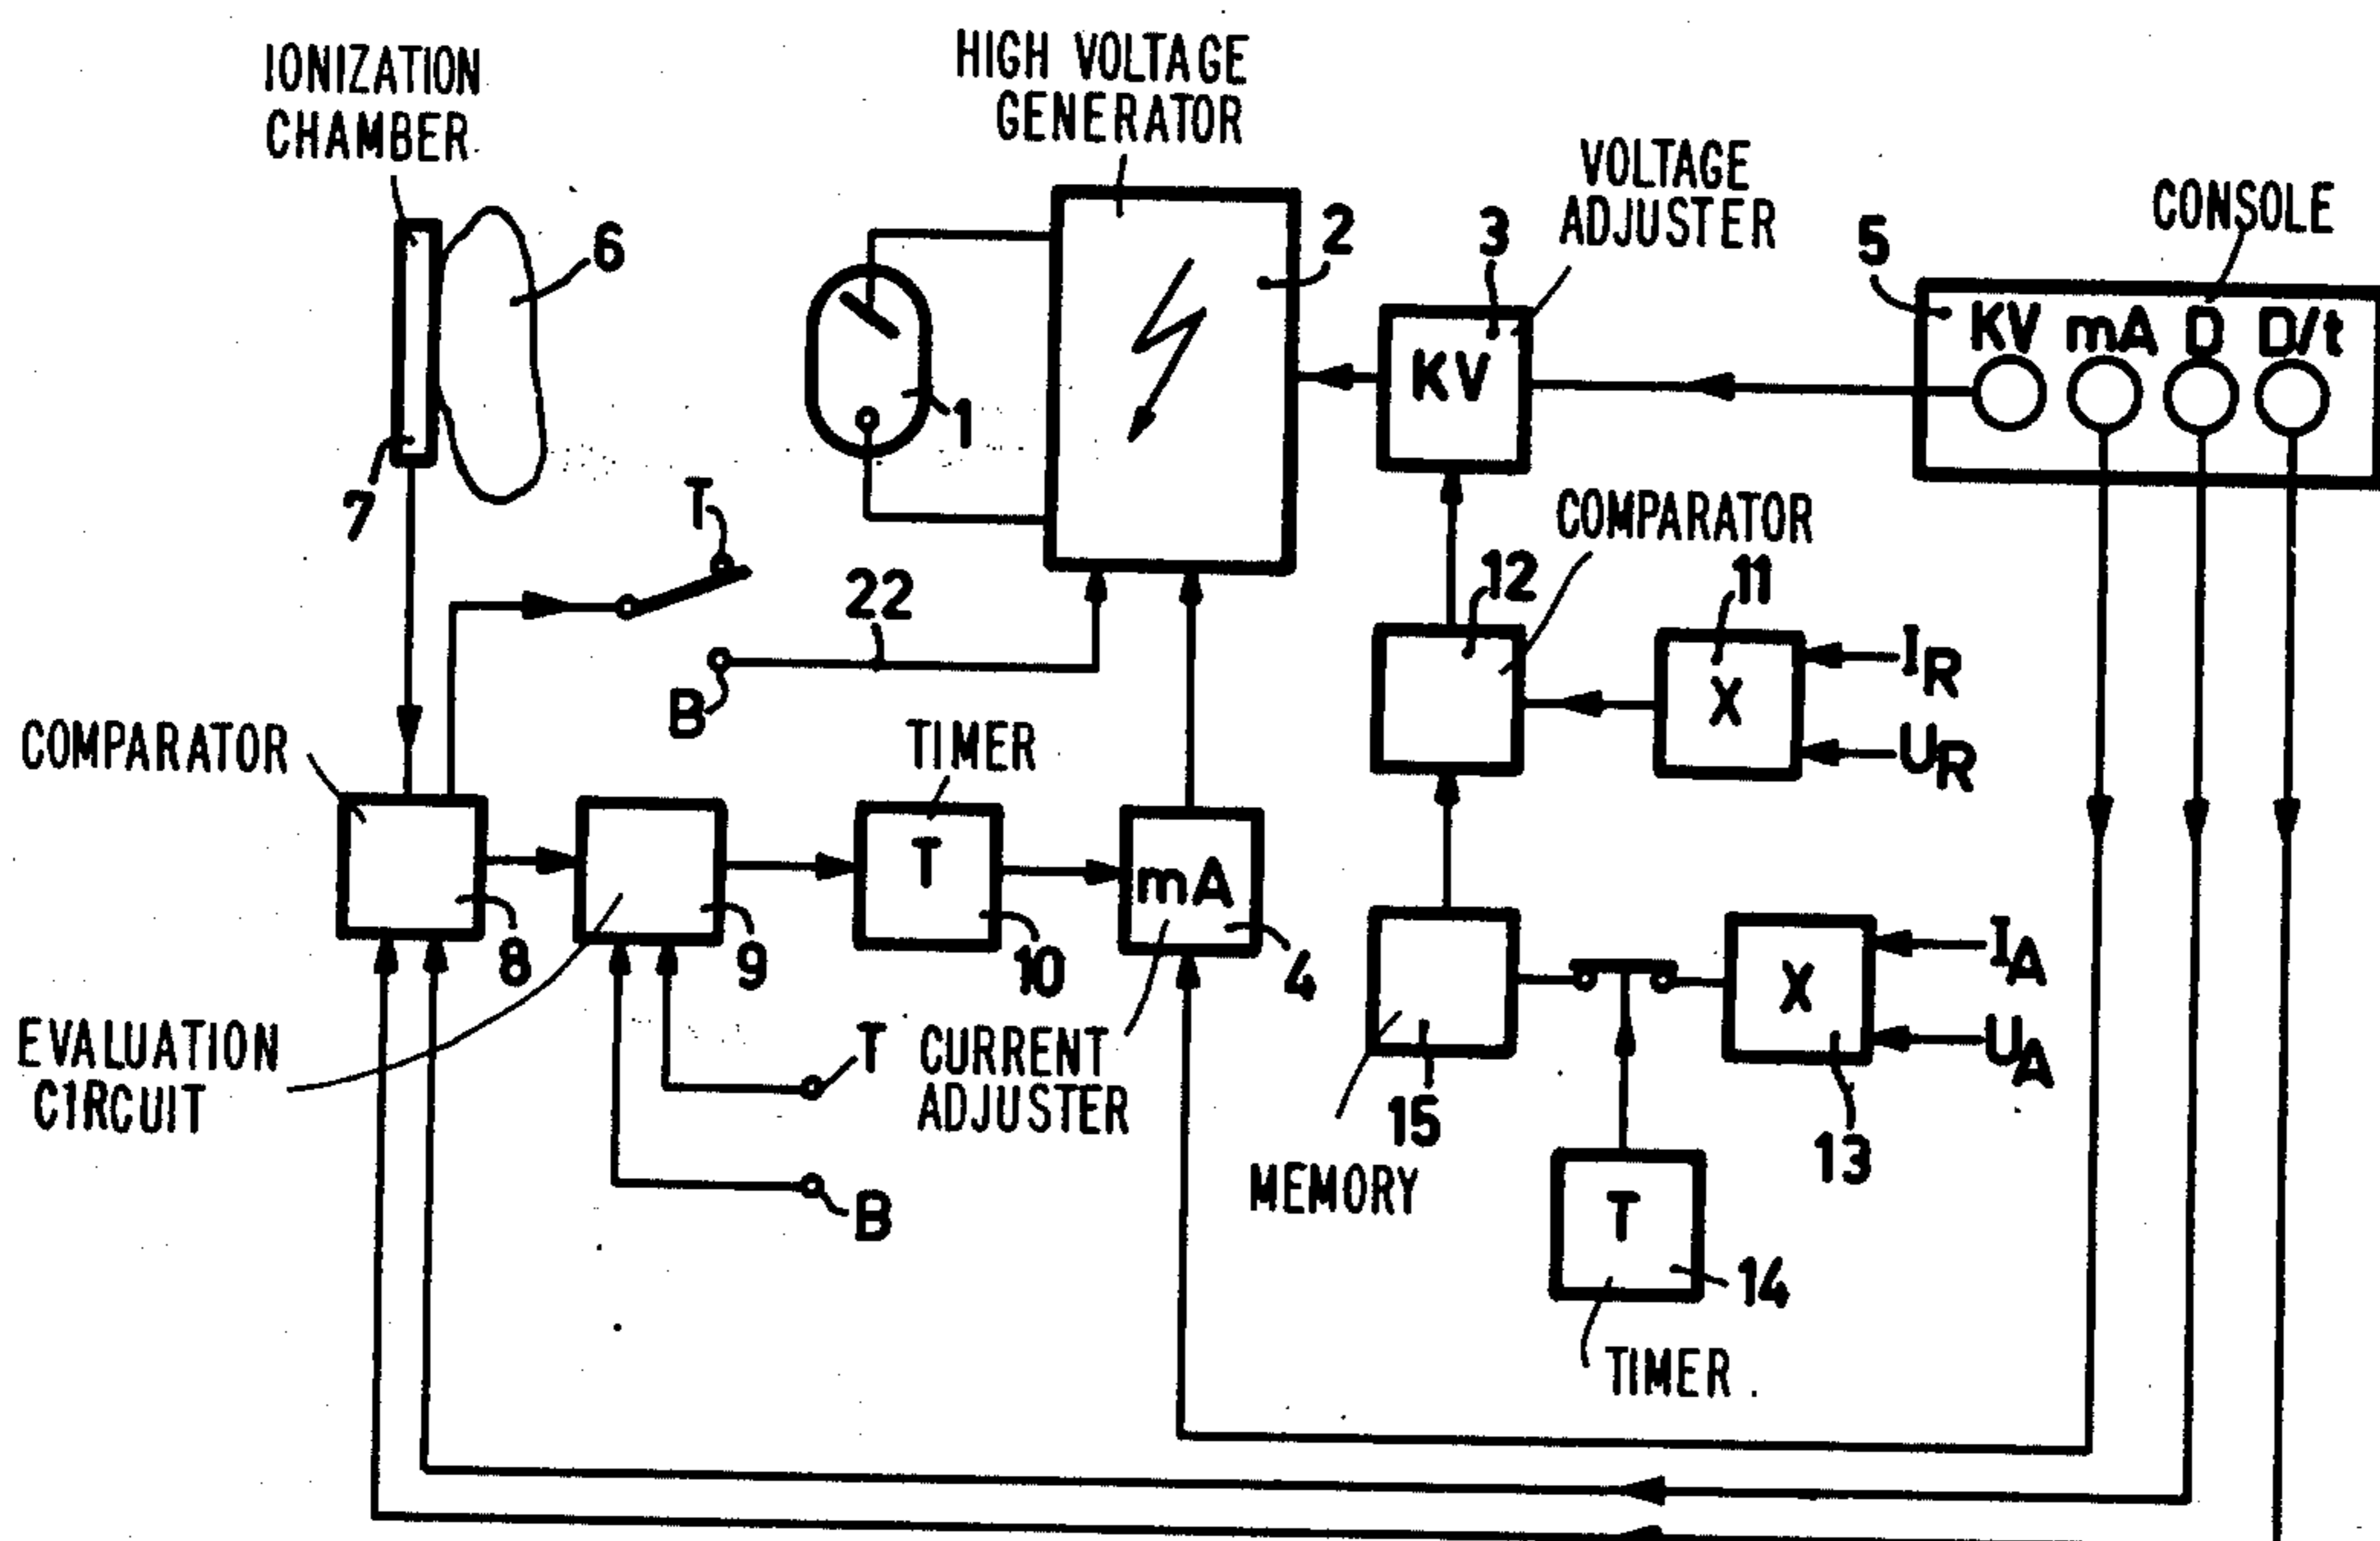 IONIZATION
CHAMBER
HIGH VOLTAGE
GENERATOR
VOLTAGE
ADJUSTER
CONSOLE
6
2
3
5
KV mA D D/t
KV
1
7
T
COMPARATOR
12
11
22
B
X
I_R
U_R
COMPARATOR
TIMER
T
mA
8
9
10
4
I_A
X
U_A
EVALUATION
C1RCUIT
T
CURRENT
ADJUSTER
15
13
MEMORY
B
T
14
TIMER